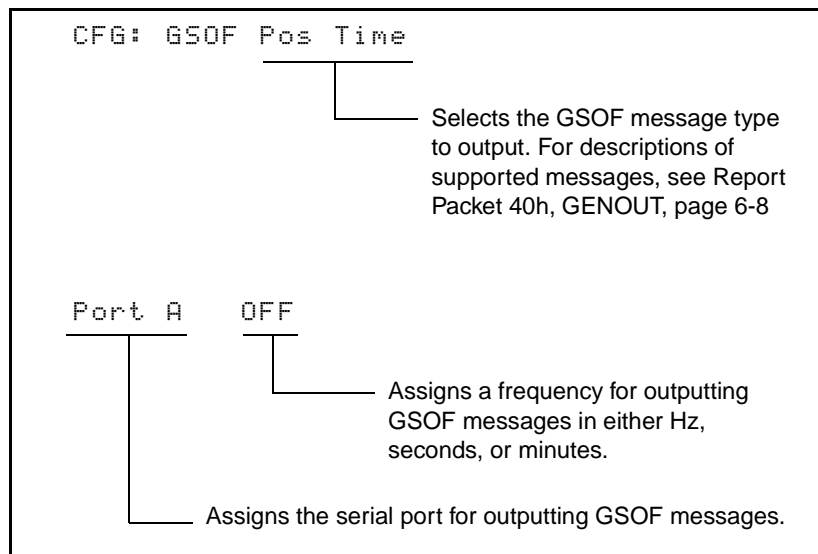 CFG: GSOF Pos Time
Selects the GSOF message type
to output. For descriptions of
supported messages, see Report
Packet 40h, GENOUT, page 6-8
Port A OFF
Assigns a frequency for outputting
GSOF messages in either Hz,
seconds, or minutes.
Assigns the serial port for outputting GSOF messages.